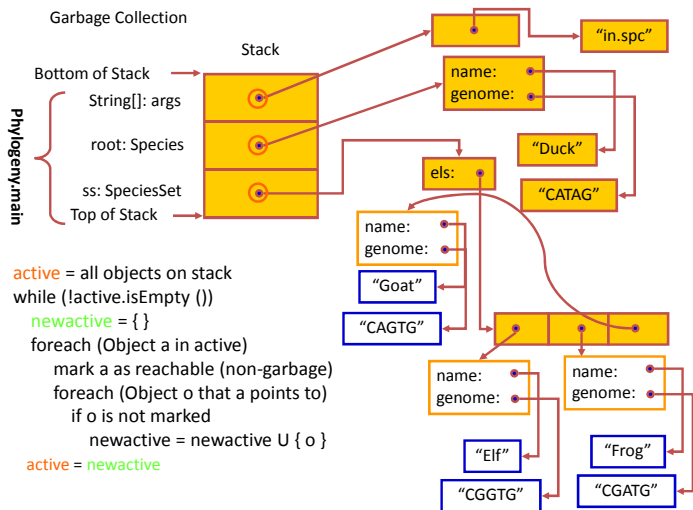 Garbage Collection
Stack
Bottom of Stack
String[]: args
root: Species
ss: SpeciesSet
Top of Stack
Phylogeny.main
“in.spc”
name:
genome:
“Duck”
“CATAG”
els:
name:
genome:
“Goat”
“CAGTG”
name:
genome:
“Elf”
“CGGTG”
name:
genome:
“Frog”
“CGATG”
active = all objects on stack
while (!active.isEmpty ())
newactive = { }
foreach (Object a in active)
mark a as reachable (non-garbage)
foreach (Object o that a points to)
if o is not marked
newactive = newactive U { o }
active = newactive